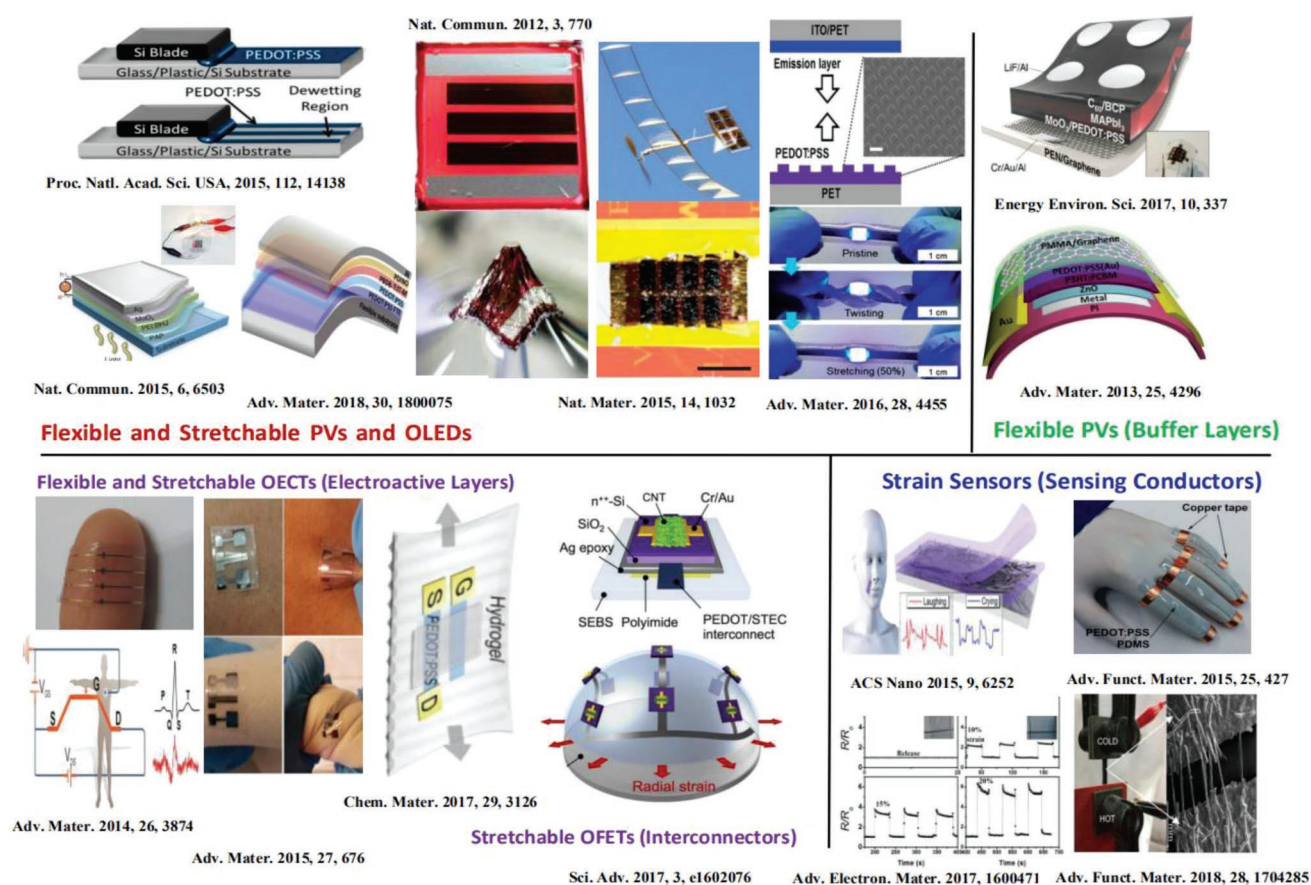 Nat. Commun. 2012, 3, 770
Si Blade
PEDOT:PSS
Glass/Plastic/Si Substrate
PEDOT:PSS
Dewetting
Region
Si Blade
Glass/Plastic/Si Substrate
Proc. Natl. Acad. Sci. USA, 2015, 112, 14138
Ag
MoO3
Substrate
Nat. Commun. 2015, 6, 6503
PEDOT:PSS
Flexible substrate
Adv. Mater. 2018, 30, 1800075
Nat. Mater. 2015, 14, 1032
ITO/PET
Emission layer
PEDOT:PSS
PET
Pristine
1 cm
Twisting
1 cm
Stretching (50%)
1 cm
Adv. Mater. 2016, 28, 4455
LiF/Al
C60/BCP
MAPbI3
MoO3/PEDOT:PSS
Cr/Au/Al
PEN/Graphene
Energy Environ. Sci. 2017, 10, 337
PMMA/Graphene
PEDOT:PSS(Au)
P3HT:PCBM
ZnO
Metal
Au
PI
Adv. Mater. 2013, 25, 4296
Flexible and Stretchable PVs and OLEDs
Flexible PVs (Buffer Layers)
Flexible and Stretchable OECTs (Electroactive Layers)
R
P
T
Q
S
G
S
D
Adv. Mater. 2014, 26, 3874
Adv. Mater. 2015, 27, 676
G
S
PEDOT:PSS
D
Hydrogel
Chem. Mater. 2017, 29, 3126
n++-Si
CNT
Cr/Au
SiO2
Ag epoxy
SEBS
Polyimide
PEDOT/STEC
interconnect
Radial strain
Stretchable OFETs (Interconnectors)
Sci. Adv. 2017, 3, e1602076
Strain Sensors (Sensing Conductors)
Laughing
Crying
ACS Nano 2015, 9, 6252
Copper tape
PEDOT:PSS
PDMS
Adv. Funct. Mater. 2015, 25, 427
R/Ro
Release
10%
strain
R/Ro
15%
20%
Time (s)
Time (s)
Adv. Electron. Mater. 2017, 1600471
COLD
HOT
Adv. Funct. Mater. 2018, 28, 1704285